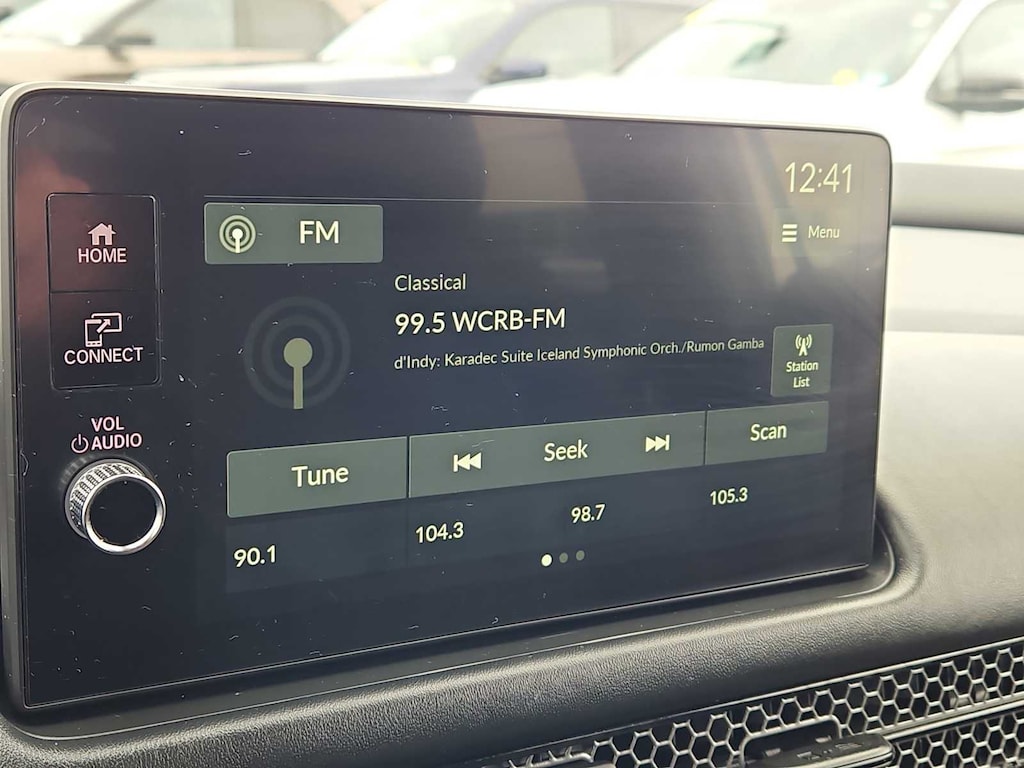 12:41
HOME
FM
Menu
Classical
99.5 WCRB-FM
CONNECT
d'Indy: Karadec Suite Iceland Symphonic Orch./Rumon Gamba
Station
List
VOL
AUDIO
Tune
Seek
Scan
90.1
104.3
98.7
105.3